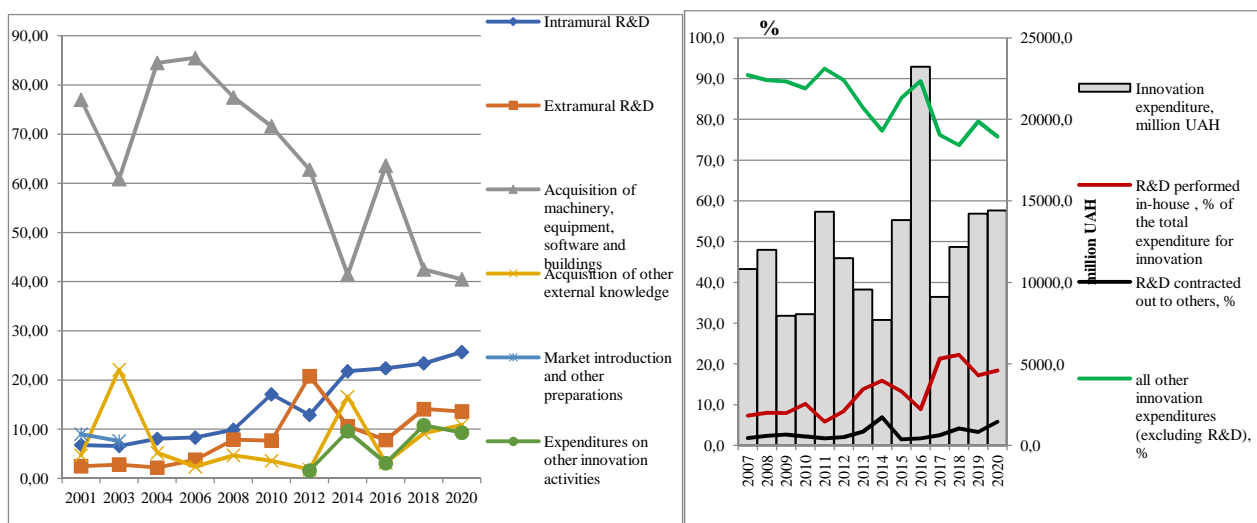 90,00
80,00
70,00
60,00
50,00
40,00
30,00
20,00
10,00
0,00
2001 2003 2004 2006 2008 2010 2012 2014 2016 2018 2020
Intramural R&D
Extramural R&D
Acquisition of
machinery,
equipment,
software and
buildings
Acquisition of other
external knowledge
Market introduction
and other
preparations
Expenditures on
other innovation
activities
%
100,0
90,0
80,0
70,0
60,0
50,0
40,0
30,0
20,0
10,0
0,0
2007
2008
2009
2010
2011
2012
2013
2014
2015
2016
2017
2018
2019
2020
25000,0
20000,0
15000,0
10000,0
5000,0
0,0
million UAH
Innovation
expenditure,
million UAH
R&D performed
in-house , % of
the total
expenditure for
innovation
R&D contracted
out to others, %
all other
innovation
expenditures
(excluding R&D),
%